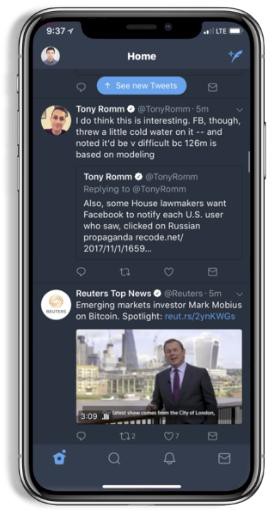 9:37
LTE
Home
↑ See new Tweets
Tony Romm @TonyRomm · 5m
I do think this is interesting. FB, though,
threw a little cold water on it -- and
noted it'd be v difficult bc 126m is
based on modeling
Tony Romm @TonyRomm
Replying to @TonyRomm
Also, some House lawmakers want
Facebook to notify each U.S. user
who saw, clicked on Russian
propaganda recode.net/
2017/11/1/1659…
Reuters Top News @Reuters · 5m
Emerging markets investor Mark Mobius
on Bitcoin. Spotlight: reut.rs/2ynKWGs
REUTERS
3:09
latest show comes from the City of London,
2
7